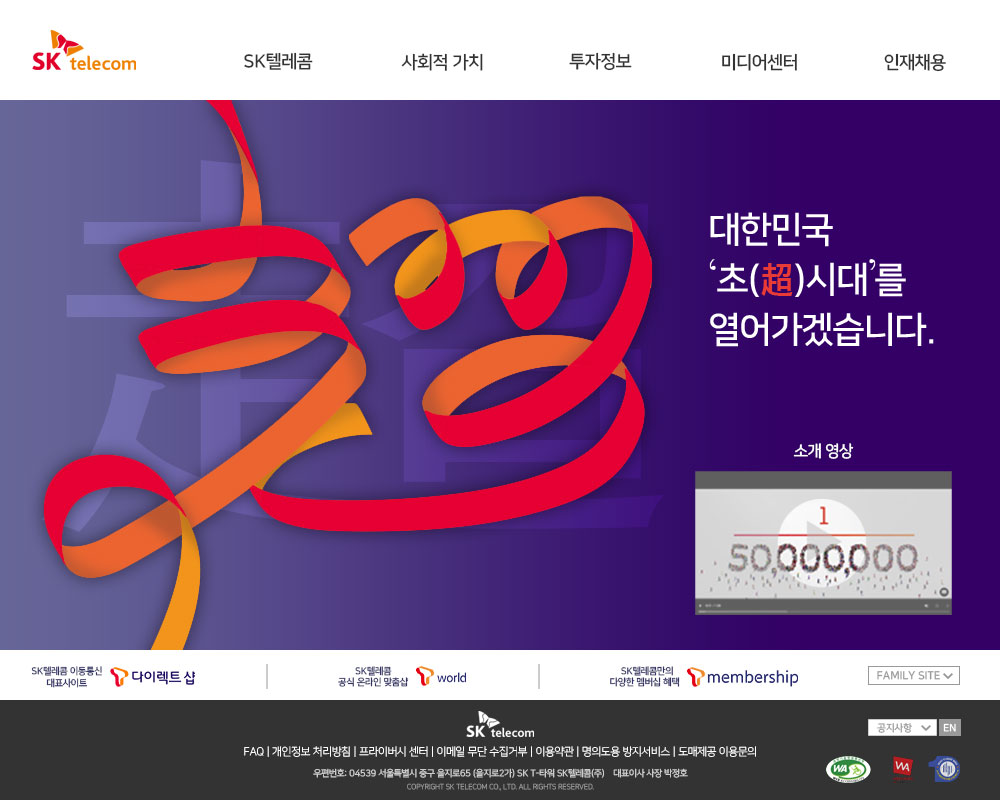 SK telecom
SK텔레콤 사회적 가치 투자정보 미디어센터 인재채용
超
대한민국
‘초(超)시대’를
열어가겠습니다.
소개 영상
1
50,000,000
SK텔레콤 이동통신
대표사이트
T 다이렉트 샵
SK텔레콤
공식 온라인 맞춤샵
T world
SK텔레콤만의
다양한 멤버십 혜택
T membership
FAMILY SITE
SK telecom
공지사항
EN
FAQ | 개인정보 처리방침 | 프라이버시 센터 | 이메일 무단 수집거부 | 이용약관 | 명의도용 방지서비스 | 도매제공 이용문의
우편번호: 04539 서울특별시 중구 을지로65 (을지로2가) SK T-타워 SK텔레콤(주) 대표이사 사장 박정호
COPYRIGHT SK TELECOM CO., LTD. ALL RIGHTS RESERVED.
WA
WA